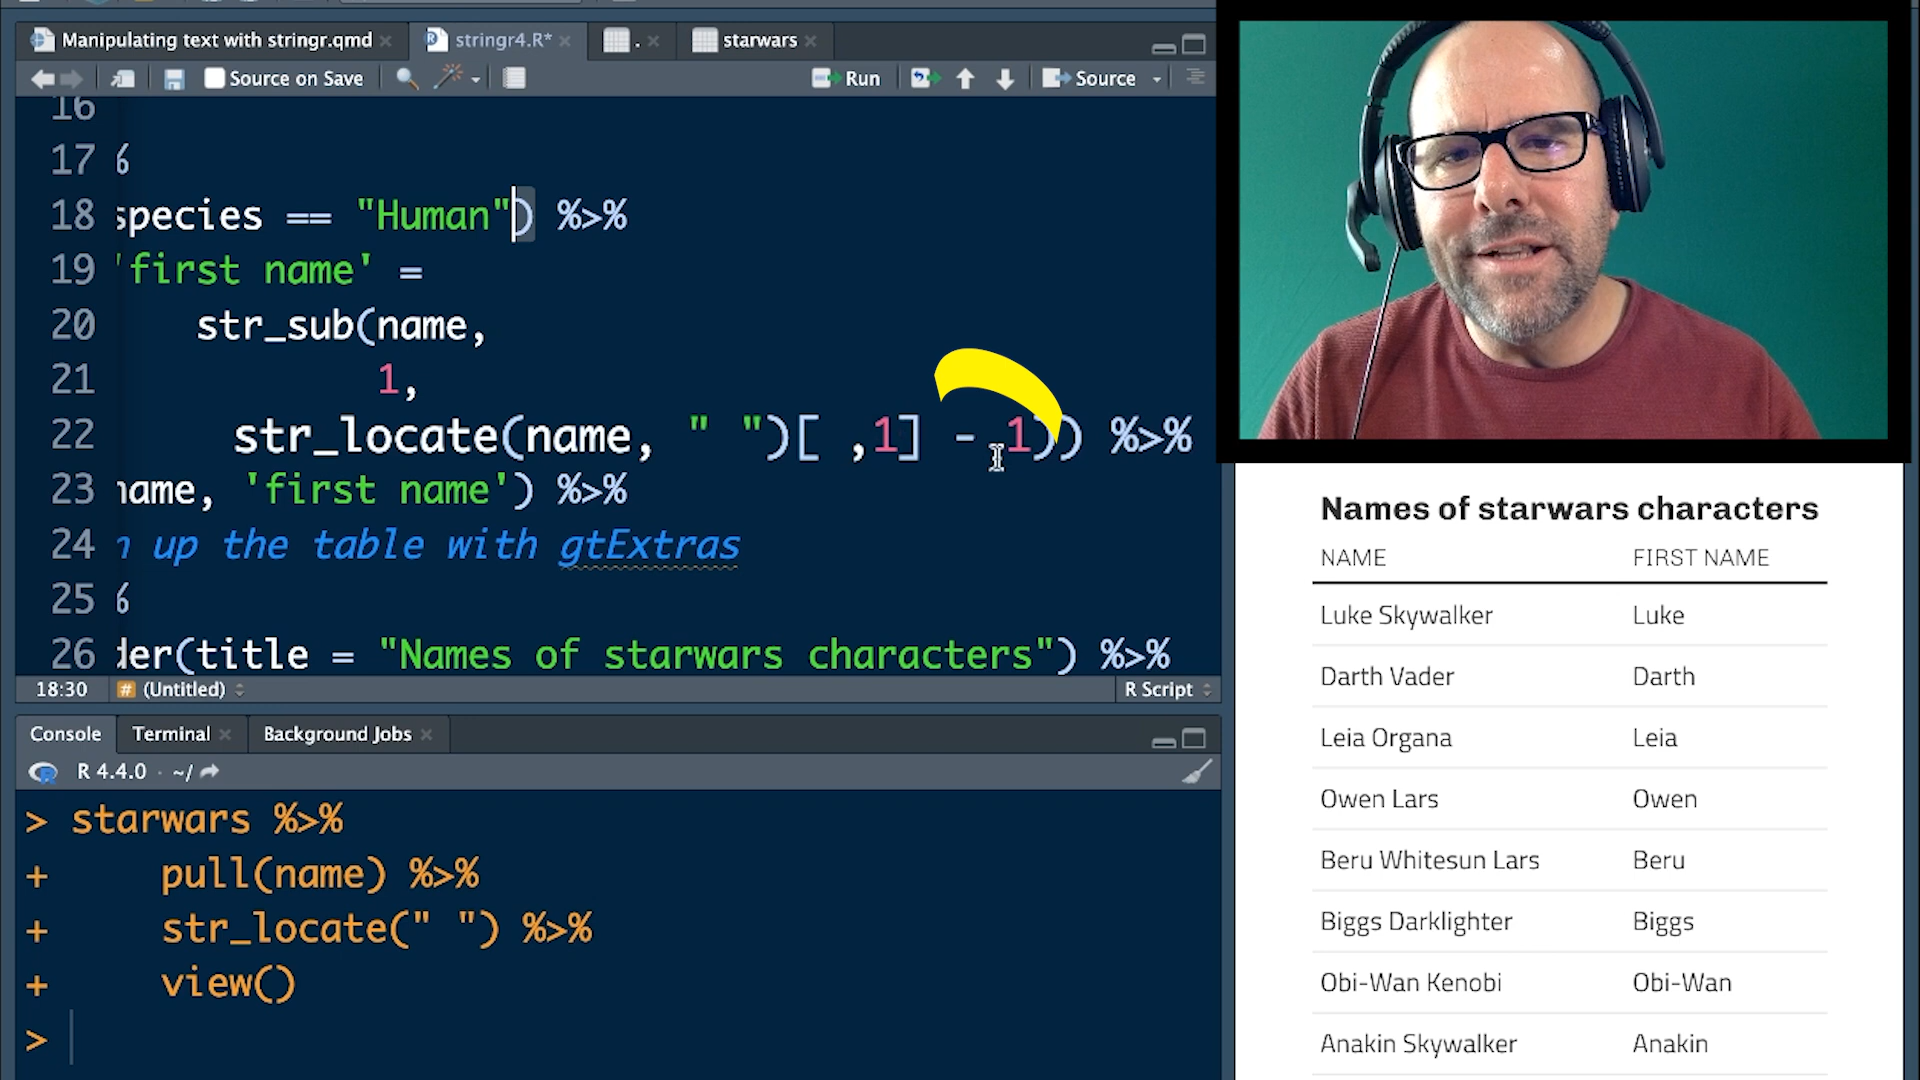 Manipulating text with stringr.qmd × stringr4.R* × . × starwars ×
Source on Save Run Source
16
17 %
18 species == "Human") %>%
19 'first name' =
20 str_sub(name,
21 1,
22 str_locate(name, " ")[ ,1] - 1)) %>%
23 name, 'first name') %>%
24 n up the table with gtExtras
25 %
26 der(title = "Names of starwars characters") %>%
18:30 # (Untitled) R Script
Console Terminal × Background Jobs ×
R 4.4.0 · ~/
> starwars %>%
+ pull(name) %>%
+ str_locate(" ") %>%
+ view()
>
Names of starwars characters
NAME FIRST NAME
Luke Skywalker Luke
Darth Vader Darth
Leia Organa Leia
Owen Lars Owen
Beru Whitesun Lars Beru
Biggs Darklighter Biggs
Obi-Wan Kenobi Obi-Wan
Anakin Skywalker Anakin